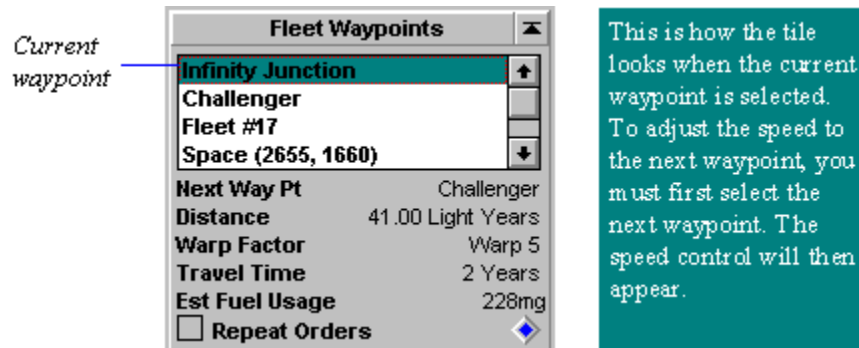 Current
waypoint
Fleet Waypoints
Infinity Junction
Challenger
Fleet #17
Space (2655, 1660)
Next Way Pt Challenger
Distance 41.00 Light Years
Warp Factor Warp 5
Travel Time 2 Years
Est Fuel Usage 228mg
Repeat Orders
This is how the tile
looks when the current
waypoint is selected.
To adjust the speed to
the next waypoint, you
must first select the
next waypoint. The
speed control will then
appear.